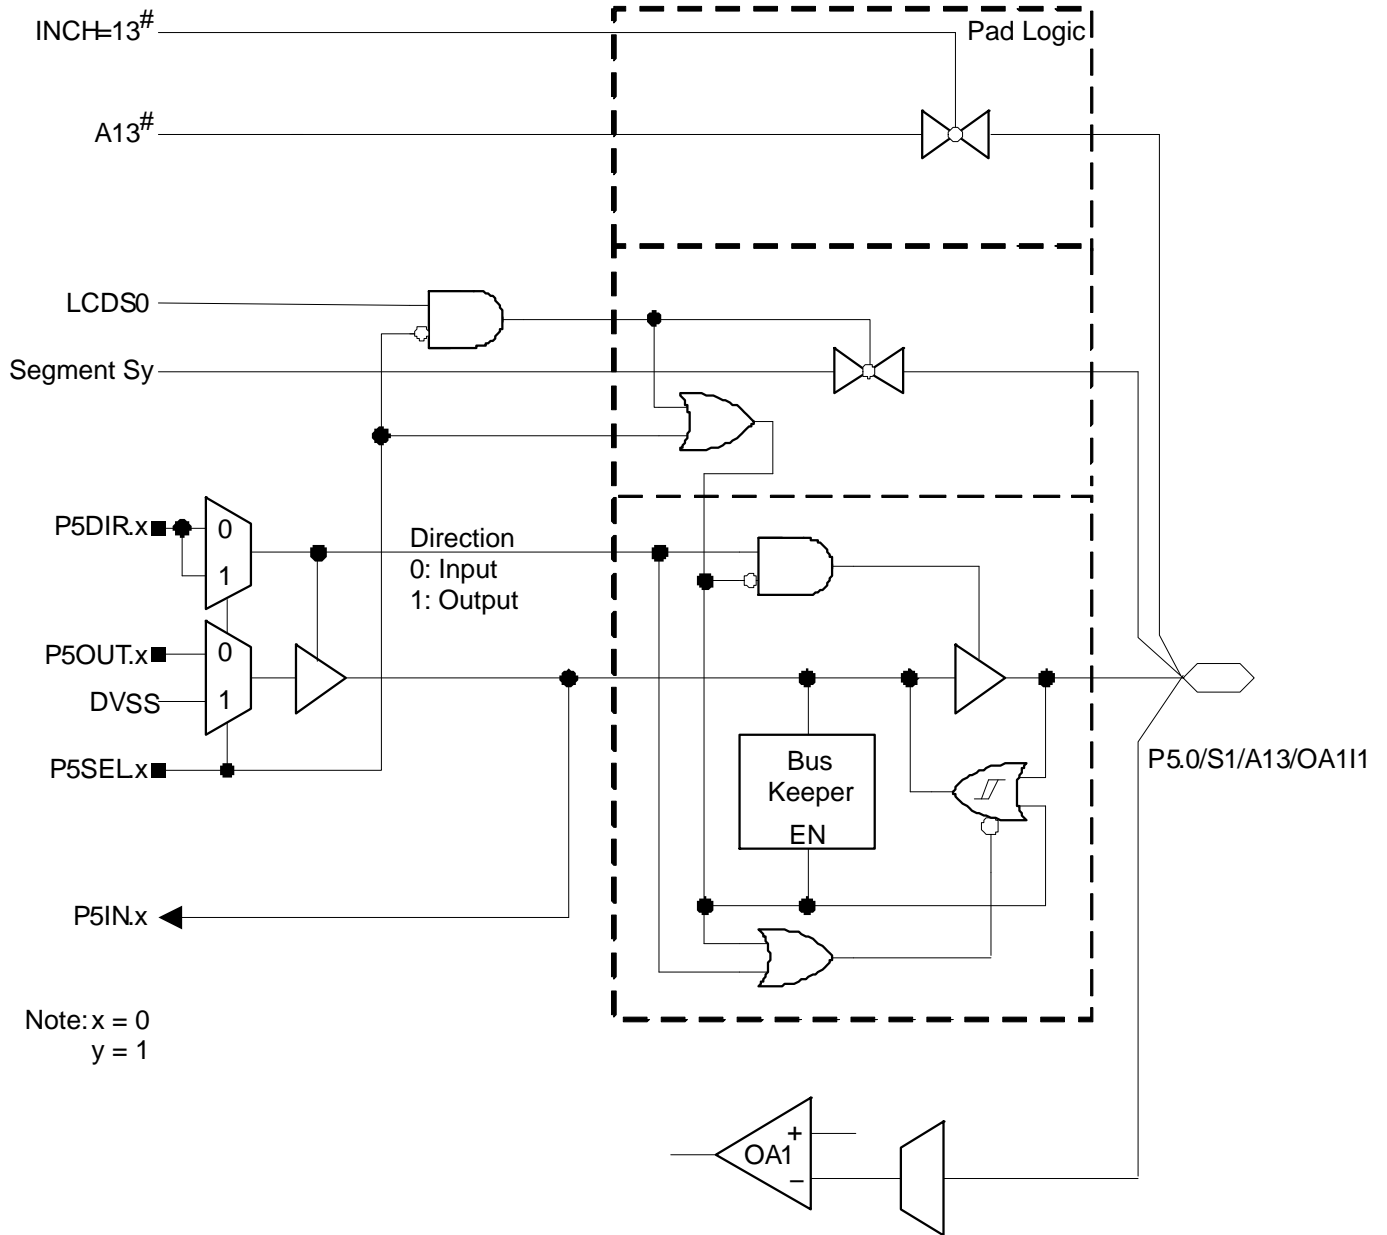 INCH=13#
Pad Logic
A13#
LCDS0
Segment Sy
P5DIR.x
0
1
Direction
0: Input
1: Output
P5OUT.x
0
DVSS
1
P5SEL.x
Bus
Keeper
EN
P5.0/S1/A13/OA1I1
P5IN.x
Note: x = 0
y = 1
+
OA1
−